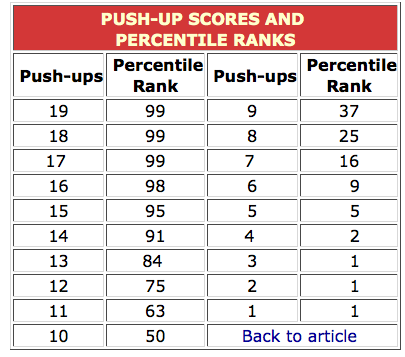 PUSH-UP SCORES AND
PERCENTILE RANKS
Push-ups Percentile Rank Push-ups Percentile Rank
19 99 9 37
18 99 8 25
17 99 7 16
16 98 6 9
15 95 5 5
14 91 4 2
13 84 3 1
12 75 2 1
11 63 1 1
10 50 Back to article